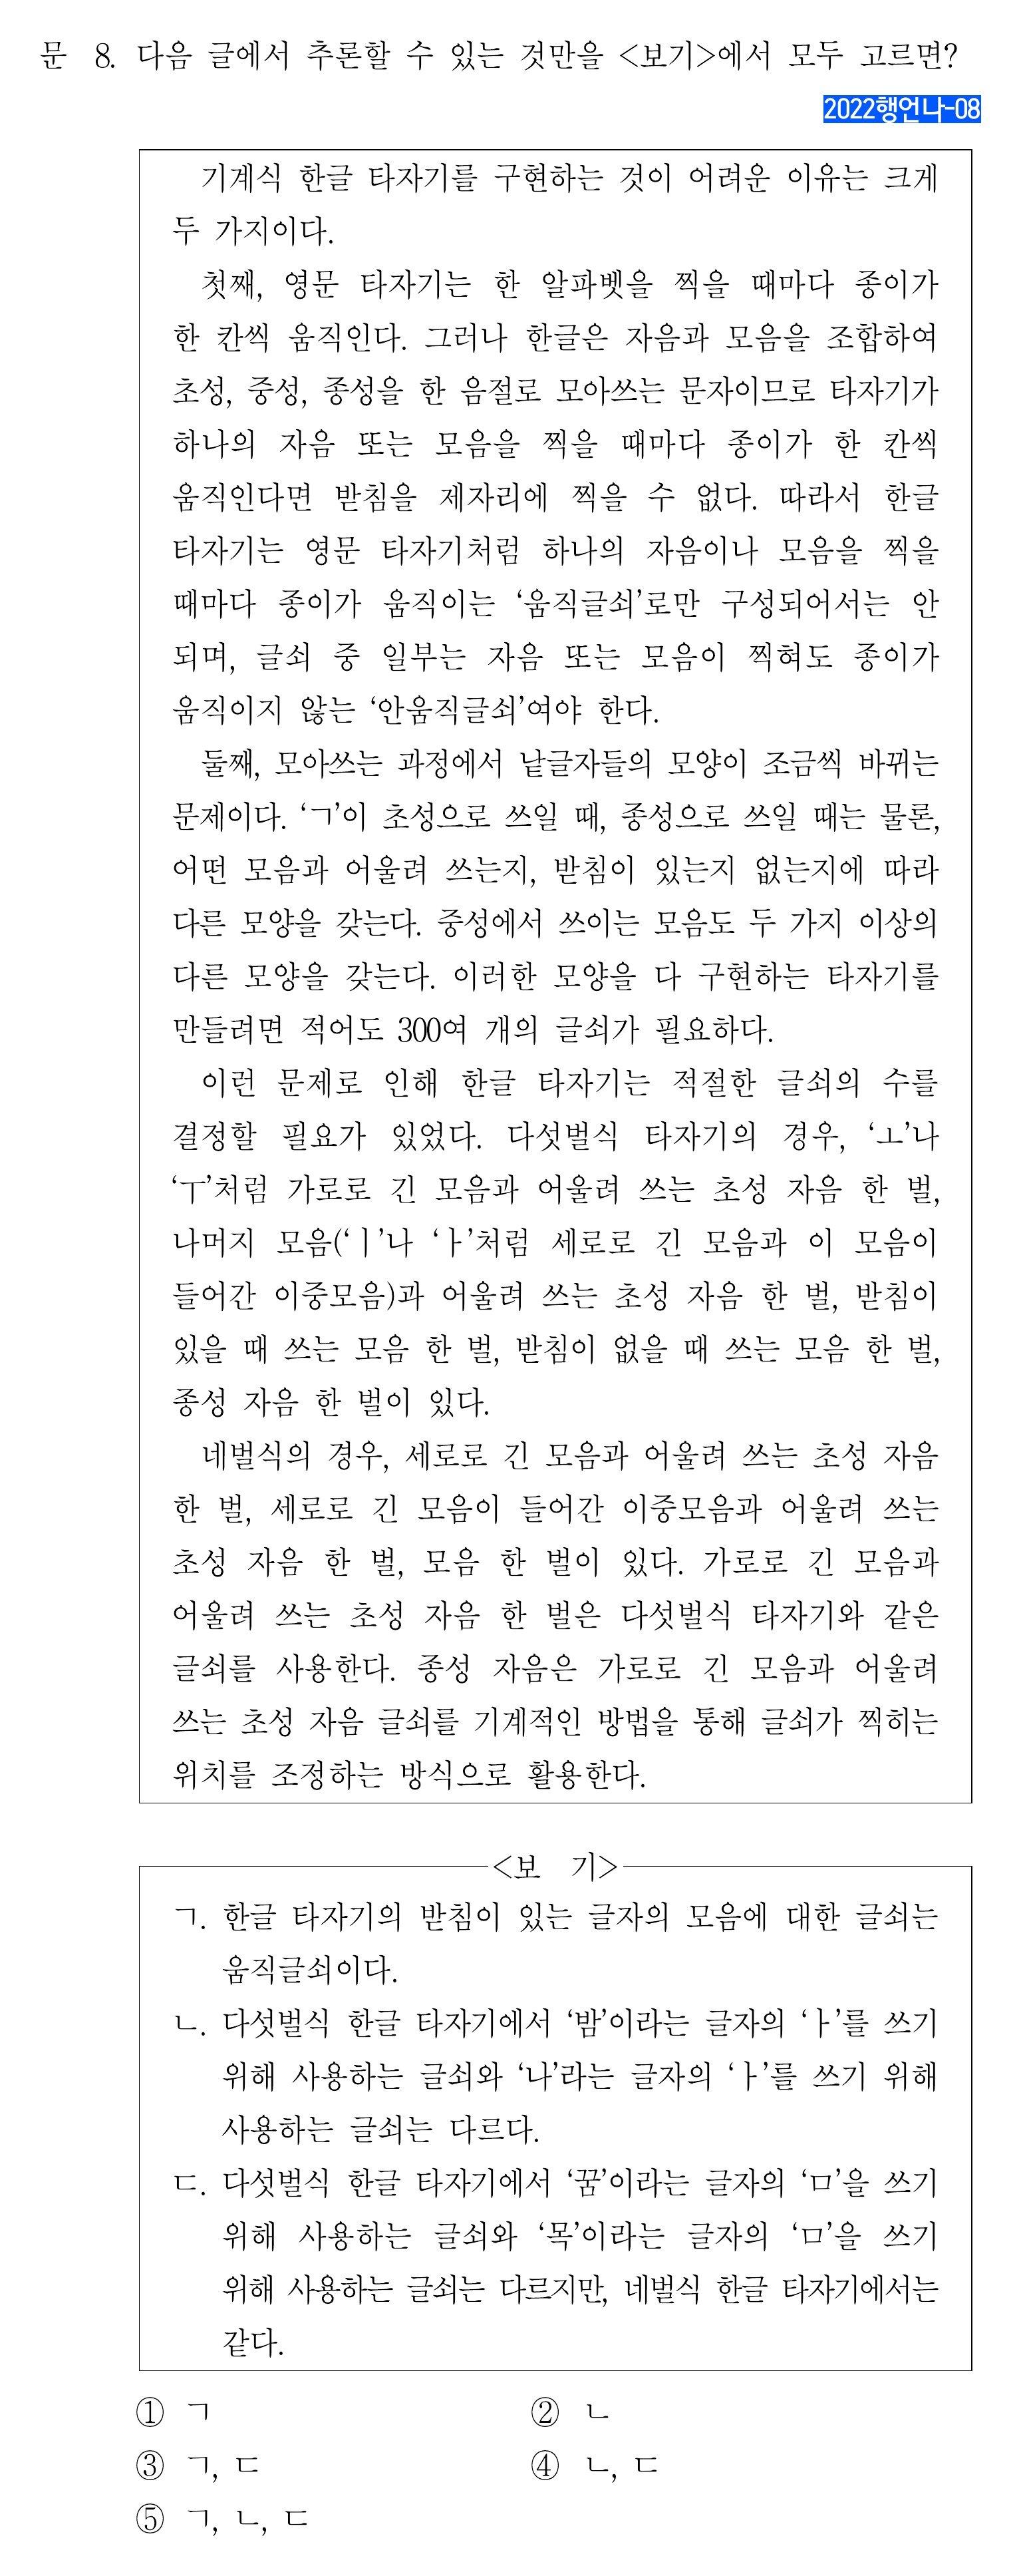 문 8. 다음 글에서 추론할 수 있는 것만을 <보기>에서 모두 고르면?
2022행언나-08
기계식 한글 타자기를 구현하는 것이 어려운 이유는 크게
두 가지이다.
첫째, 영문 타자기는 한 알파벳을 찍을 때마다 종이가
한 칸씩 움직인다. 그러나 한글은 자음과 모음을 조합하여
초성, 중성, 종성을 한 음절로 모아쓰는 문자이므로 타자기가
하나의 자음 또는 모음을 찍을 때마다 종이가 한 칸씩
움직인다면 받침을 제자리에 찍을 수 없다. 따라서 한글
타자기는 영문 타자기처럼 하나의 자음이나 모음을 찍을
때마다 종이가 움직이는 ‘움직글쇠’로만 구성되어서는 안
되며, 글쇠 중 일부는 자음 또는 모음이 찍혀도 종이가
움직이지 않는 ‘안움직글쇠’여야 한다.
둘째, 모아쓰는 과정에서 낱글자들의 모양이 조금씩 바뀌는
문제이다. ‘ㄱ’이 초성으로 쓰일 때, 종성으로 쓰일 때는 물론,
어떤 모음과 어울려 쓰는지, 받침이 있는지 없는지에 따라
다른 모양을 갖는다. 중성에서 쓰이는 모음도 두 가지 이상의
다른 모양을 갖는다. 이러한 모양을 다 구현하는 타자기를
만들려면 적어도 300여 개의 글쇠가 필요하다.
이런 문제로 인해 한글 타자기는 적절한 글쇠의 수를
결정할 필요가 있었다. 다섯벌식 타자기의 경우, ‘ㅗ’나
‘ㅜ’처럼 가로로 긴 모음과 어울려 쓰는 초성 자음 한 벌,
나머지 모음(‘ㅣ’나 ‘ㅏ’처럼 세로로 긴 모음과 이 모음이
들어간 이중모음)과 어울려 쓰는 초성 자음 한 벌, 받침이
있을 때 쓰는 모음 한 벌, 받침이 없을 때 쓰는 모음 한 벌,
종성 자음 한 벌이 있다.
네벌식의 경우, 세로로 긴 모음과 어울려 쓰는 초성 자음
한 벌, 세로로 긴 모음이 들어간 이중모음과 어울려 쓰는
초성 자음 한 벌, 모음 한 벌이 있다. 가로로 긴 모음과
어울려 쓰는 초성 자음 한 벌은 다섯벌식 타자기와 같은
글쇠를 사용한다. 종성 자음은 가로로 긴 모음과 어울려
쓰는 초성 자음 글쇠를 기계적인 방법을 통해 글쇠가 찍히는
위치를 조정하는 방식으로 활용한다.
<보 기>
ㄱ. 한글 타자기의 받침이 있는 글자의 모음에 대한 글쇠는
움직글쇠이다.
ㄴ. 다섯벌식 한글 타자기에서 ‘밤’이라는 글자의 ‘ㅏ’를 쓰기
위해 사용하는 글쇠와 ‘나’라는 글자의 ‘ㅏ’를 쓰기 위해
사용하는 글쇠는 다르다.
ㄷ. 다섯벌식 한글 타자기에서 ‘꿈’이라는 글자의 ‘ㅁ’을 쓰기
위해 사용하는 글쇠와 ‘목’이라는 글자의 ‘ㅁ’을 쓰기
위해 사용하는 글쇠는 다르지만, 네벌식 한글 타자기에서는
같다.
① ㄱ ② ㄴ
③ ㄱ, ㄷ ④ ㄴ, ㄷ
⑤ ㄱ, ㄴ, ㄷ